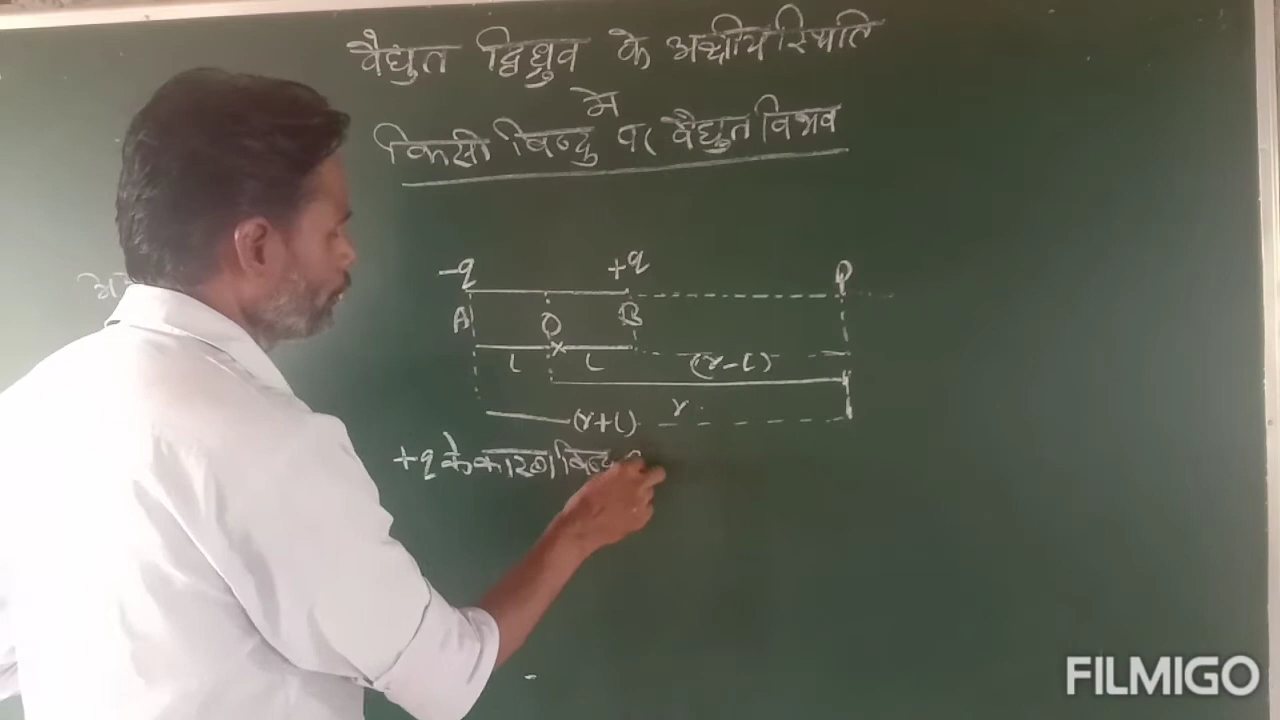 वैद्युत द्विध्रुव के अक्षीय स्थिति
में
किसी बिन्दु पर वैद्युत विभव
-q +q P
A O B
l l (r-l)
r
(r+l)
+q के कारण बिन्दु
FILMIGO